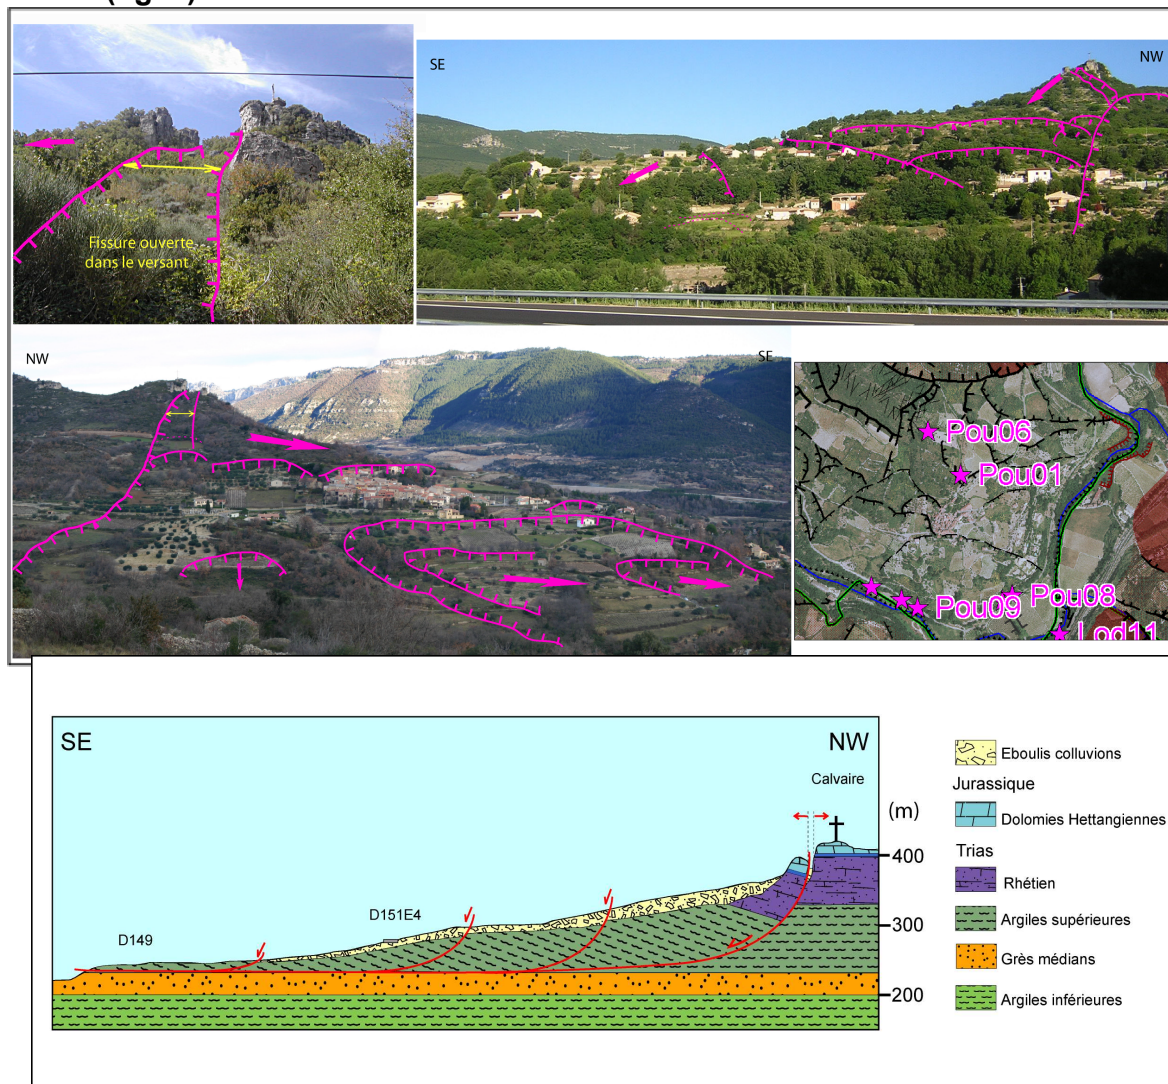 SE
NW
Fissure ouverte
dans le versant
NW
SE
Pou06
Pou01
Pou09
Pou08
Lod11
SE
NW
Calvaire
(m)
400
300
200
D151E4
D149
Eboulis colluvions
Jurassique
Dolomies Hettangiennes
Trias
Rhétien
Argiles supérieures
Grès médians
Argiles inférieures